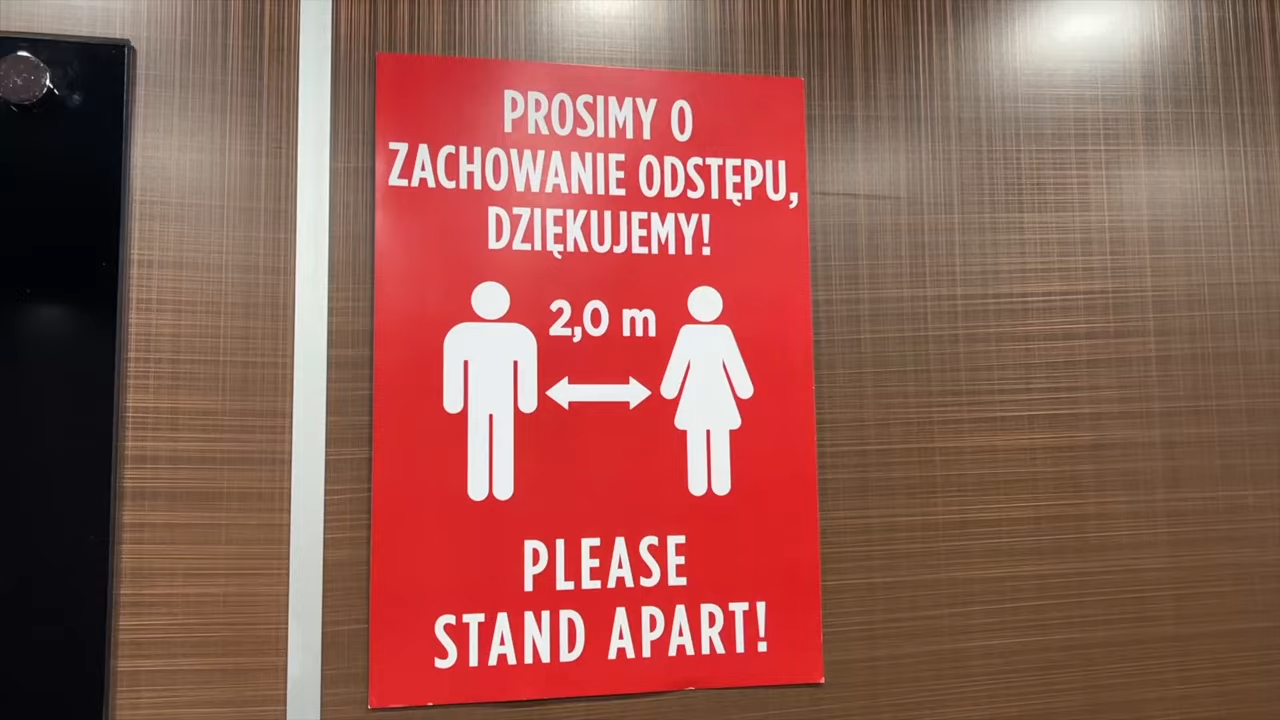 PROSIMY O
ZACHOWANIE ODSTĘPU,
DZIĘKUJEMY!
2,0 m
PLEASE
STAND APART!